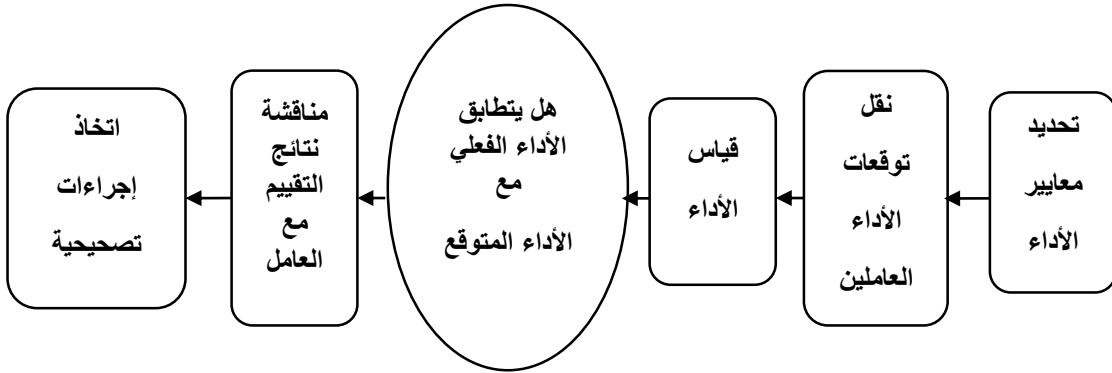 تحديد
معايير
الأداء
نقل
توقعات
الأداء
العاملين
قياس
الأداء
هل يتطابق
الأداء الفعلي
مع
الأداء المتوقع
مناقشة
نتائج
التقييم
مع
العامل
اتخاذ
إجراءات
تصحيحية